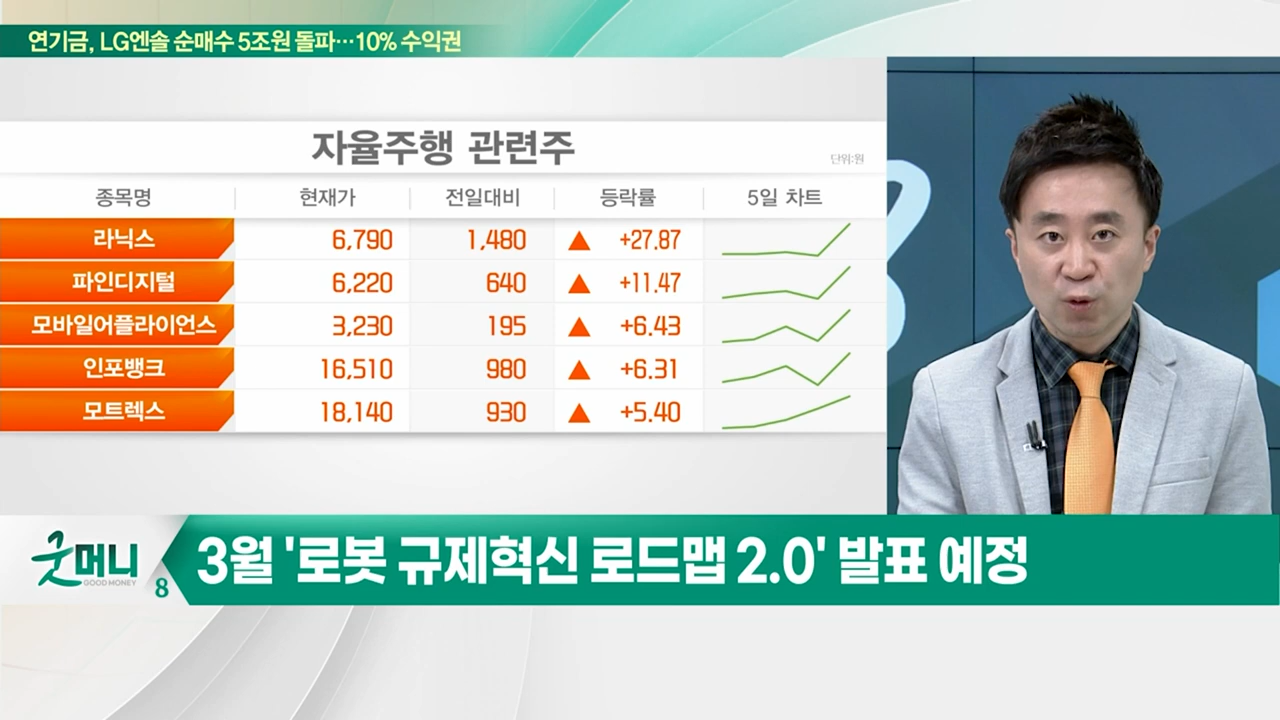 연기금, LG엔솔 순매수 5조원 돌파…10% 수익권
자율주행 관련주
단위:원
종목명 현재가 전일대비 등락률 5일 차트
라닉스 6,790 1,480 ▲ +27.87
파인디지털 6,220 640 ▲ +11.47
모바일어플라이언스 3,230 195 ▲ +6.43
인포뱅크 16,510 980 ▲ +6.31
모트렉스 18,140 930 ▲ +5.40
굿머니
GOOD MONEY
8
3월 '로봇 규제혁신 로드맵 2.0' 발표 예정